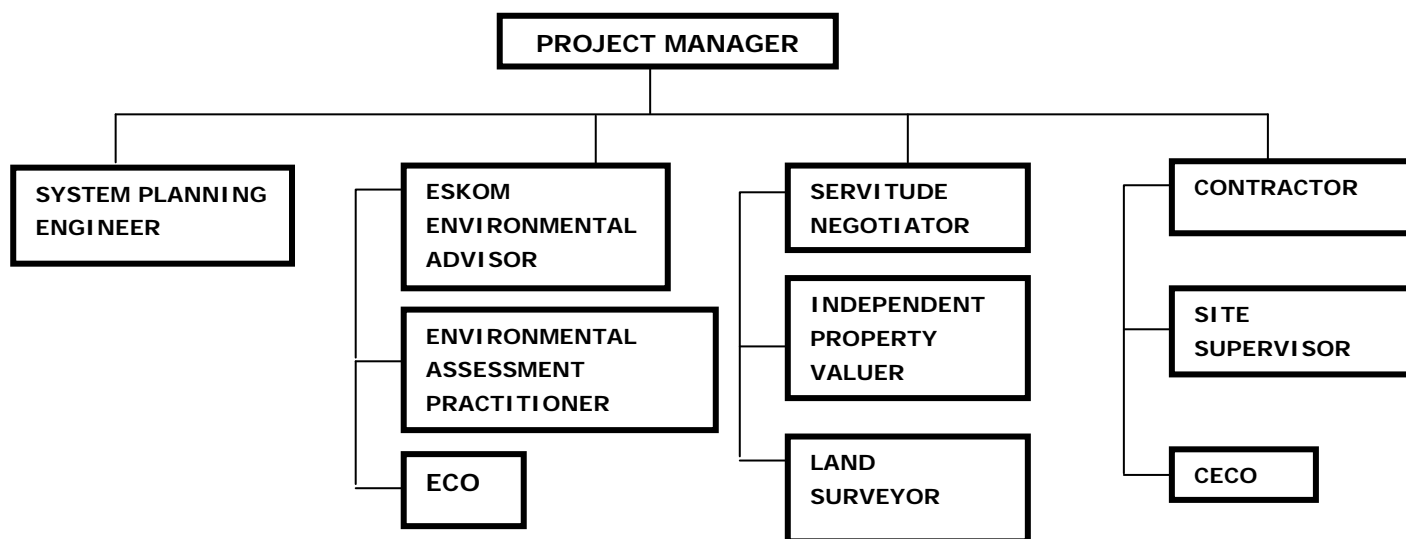 PROJECT MANAGER
SYSTEM PLANNING
ENGINEER
ESKOM
ENVIRONMENTAL
ADVISOR
ENVIRONMENTAL
ASSESSMENT
PRACTITIONER
ECO
SERVITUDE
NEGOTIATOR
INDEPENDENT
PROPERTY
VALUER
LAND
SURVEYOR
CONTRACTOR
SITE
SUPERVISOR
CECO